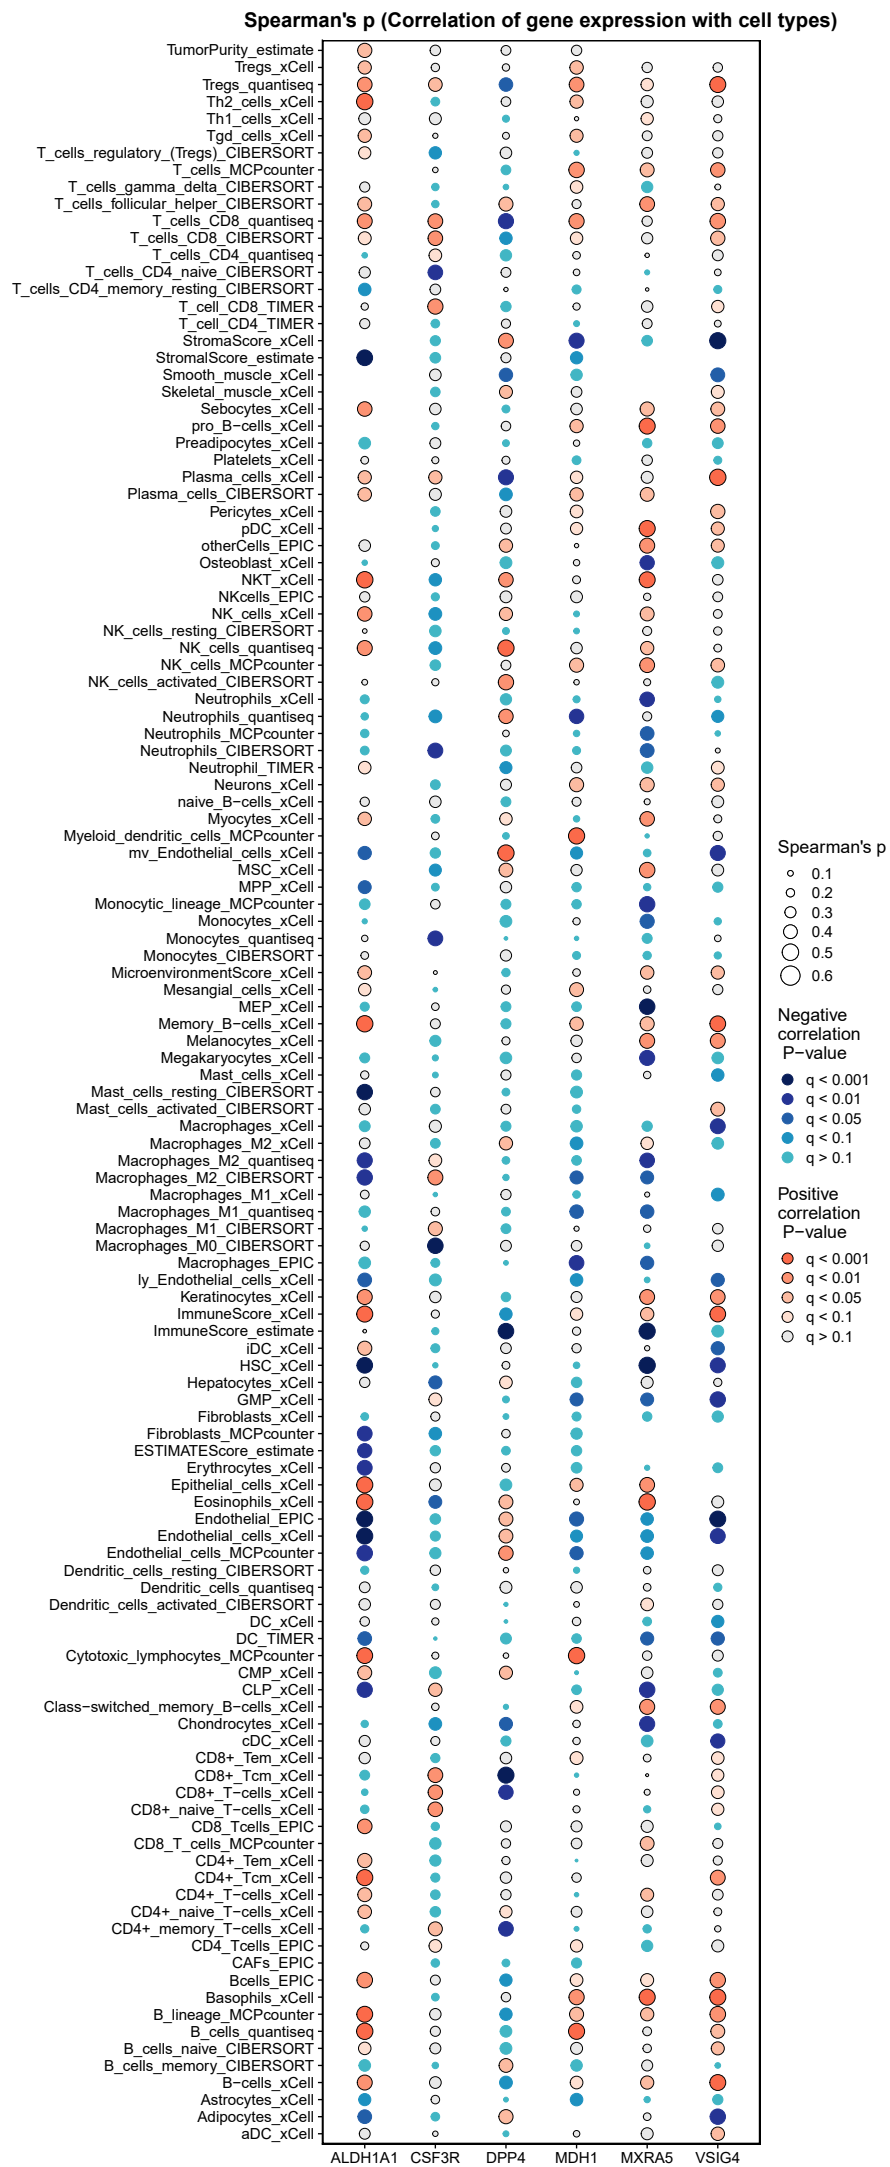 Spearman's p (Correlation of gene expression with cell types)
TumorPurity_estimate
Tregs_xCell
Tregs_quantiseq
Th2_cells_xCell
Th1_cells_xCell
Tgd_cells_xCell
T_cells_regulatory_(Tregs)_CIBERSORT
T_cells_MCPcounter
T_cells_gamma_delta_CIBERSORT
T_cells_follicular_helper_CIBERSORT
T_cells_CD8_quantiseq
T_cells_CD8_CIBERSORT
T_cells_CD4_quantiseq
T_cells_CD4_naive_CIBERSORT
T_cells_CD4_memory_resting_CIBERSORT
T_cell_CD8_TIMER
T_cell_CD4_TIMER
StromaScore_xCell
StromalScore_estimate
Smooth_muscle_xCell
Skeletal_muscle_xCell
Sebocytes_xCell
pro_B−cells_xCell
Preadipocytes_xCell
Platelets_xCell
Plasma_cells_xCell
Plasma_cells_CIBERSORT
Pericytes_xCell
pDC_xCell
otherCells_EPIC
Osteoblast_xCell
NKT_xCell
NKcells_EPIC
NK_cells_xCell
NK_cells_resting_CIBERSORT
NK_cells_quantiseq
NK_cells_MCPcounter
NK_cells_activated_CIBERSORT
Neutrophils_xCell
Neutrophils_quantiseq
Neutrophils_MCPcounter
Neutrophils_CIBERSORT
Neutrophil_TIMER
Neurons_xCell
naive_B−cells_xCell
Myocytes_xCell
Myeloid_dendritic_cells_MCPcounter
mv_Endothelial_cells_xCell
MSC_xCell
MPP_xCell
Monocytic_lineage_MCPcounter
Monocytes_xCell
Monocytes_quantiseq
Monocytes_CIBERSORT
MicroenvironmentScore_xCell
Mesangial_cells_xCell
MEP_xCell
Memory_B−cells_xCell
Melanocytes_xCell
Megakaryocytes_xCell
Mast_cells_xCell
Mast_cells_resting_CIBERSORT
Mast_cells_activated_CIBERSORT
Macrophages_xCell
Macrophages_M2_xCell
Macrophages_M2_quantiseq
Macrophages_M2_CIBERSORT
Macrophages_M1_xCell
Macrophages_M1_quantiseq
Macrophages_M1_CIBERSORT
Macrophages_M0_CIBERSORT
Macrophages_EPIC
ly_Endothelial_cells_xCell
Keratinocytes_xCell
ImmuneScore_xCell
ImmuneScore_estimate
iDC_xCell
HSC_xCell
Hepatocytes_xCell
GMP_xCell
Fibroblasts_xCell
Fibroblasts_MCPcounter
ESTIMATEScore_estimate
Erythrocytes_xCell
Epithelial_cells_xCell
Eosinophils_xCell
Endothelial_EPIC
Endothelial_cells_xCell
Endothelial_cells_MCPcounter
Dendritic_cells_resting_CIBERSORT
Dendritic_cells_quantiseq
Dendritic_cells_activated_CIBERSORT
DC_xCell
DC_TIMER
Cytotoxic_lymphocytes_MCPcounter
CMP_xCell
CLP_xCell
Class−switched_memory_B−cells_xCell
Chondrocytes_xCell
cDC_xCell
CD8+_Tem_xCell
CD8+_Tcm_xCell
CD8+_T−cells_xCell
CD8+_naive_T−cells_xCell
CD8_Tcells_EPIC
CD8_T_cells_MCPcounter
CD4+_Tem_xCell
CD4+_Tcm_xCell
CD4+_T−cells_xCell
CD4+_naive_T−cells_xCell
CD4+_memory_T−cells_xCell
CD4_Tcells_EPIC
CAFs_EPIC
Bcells_EPIC
Basophils_xCell
B_lineage_MCPcounter
B_cells_quantiseq
B_cells_naive_CIBERSORT
B_cells_memory_CIBERSORT
B−cells_xCell
Astrocytes_xCell
Adipocytes_xCell
aDC_xCell
ALDH1A1 CSF3R DPP4 MDH1 MXRA5 VSIG4
Spearman's p
0.1
0.2
0.3
0.4
0.5
0.6
Negative
correlation
P−value
q < 0.001
q < 0.01
q < 0.05
q < 0.1
q > 0.1
Positive
correlation
P−value
q < 0.001
q < 0.01
q < 0.05
q < 0.1
q > 0.1